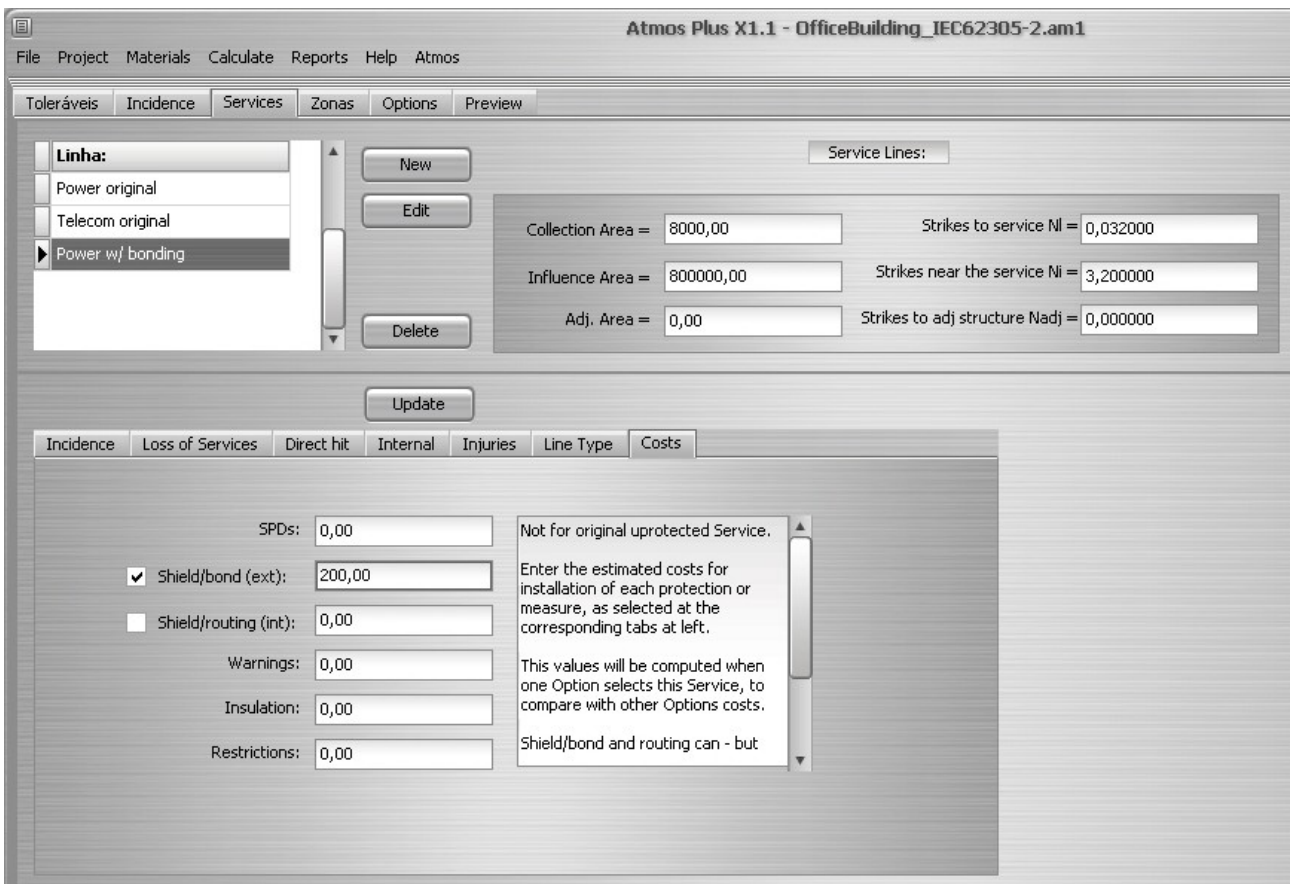 Atmos Plus X1.1 - OfficeBuilding_IEC62305-2.am1
File Project Materials Calculate Reports Help Atmos
Toleráveis Incidence Services Zonas Options Preview
Linha:
Power original
Telecom original
Power w/ bonding
New
Edit
Delete
Service Lines:
Collection Area = 8000,00
Strikes to service Nl = 0,032000
Influence Area = 800000,00
Strikes near the service Ni = 3,200000
Adj. Area = 0,00
Strikes to adj structure Nadj = 0,000000
Update
Incidence Loss of Services Direct hit Internal Injuries Line Type Costs
SPDs: 0,00
Shield/bond (ext): 200,00
Shield/routing (int): 0,00
Warnings: 0,00
Insulation: 0,00
Restrictions: 0,00
Not for original uprotected Service.
Enter the estimated costs for
installation of each protection or
measure, as selected at the
corresponding tabs at left.
This values will be computed when
one Option selects this Service, to
compare with other Options costs.
Shield/bond and routing can - but